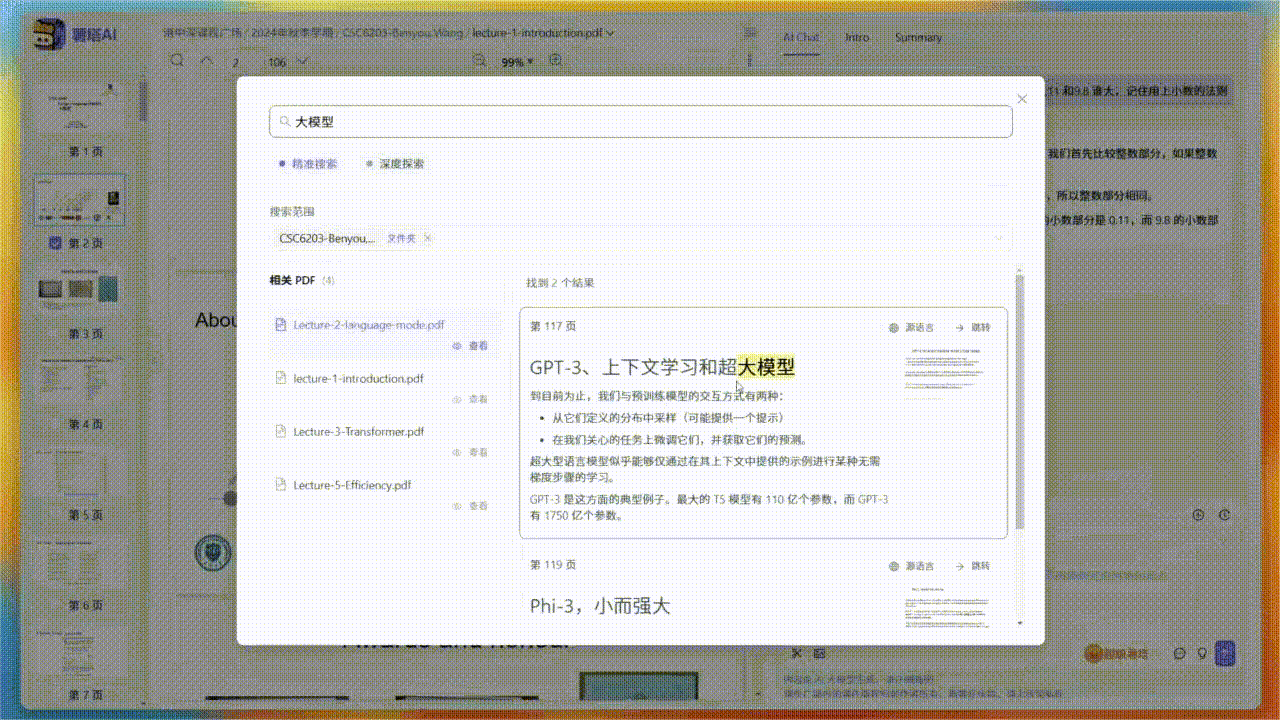 港中深课程广场 / 2024年秋季学期 / CSC6203-Benyou.Wang / lecture-1-introduction.pdf
AI Chat
Intro
Summary
2
106
99%
第 1 页
第 2 页
第 3 页
第 4 页
第 5 页
第 6 页
第 7 页
大模型
精准搜索
深度探索
搜索范围
CSC6203-Benyou,... 文件夹 ×
相关 PDF (4)
Lecture-2-language-mode.pdf
查看
lecture-1-introduction.pdf
查看
Lecture-3-Transformer.pdf
查看
Lecture-5-Efficiency.pdf
查看
找到 2 个结果
第 117 页
源语言
跳转
GPT-3、上下文学习和超大模型
到目前为止，我们与预训练模型的交互方式有两种：
• 从它们定义的分布中采样（可能提供一个提示）
• 在我们关心的任务上微调它们，并获取它们的预测。
超大型语言模型似乎能够仅通过在其上下文中提供的示例进行某种无需
梯度步骤的学习。
GPT-3 是这方面的典型例子。最大的 T5 模型有 110 亿个参数，而 GPT-3
有 1750 亿个参数。
第 119 页
源语言
跳转
Phi-3，小而强大
11 和9.8 谁大，记住用上小数的法则
我们首先比较整数部分，如果整数
，所以整数部分相同。
的小数部分是 0.11，而 9.8 的小数部
Abou